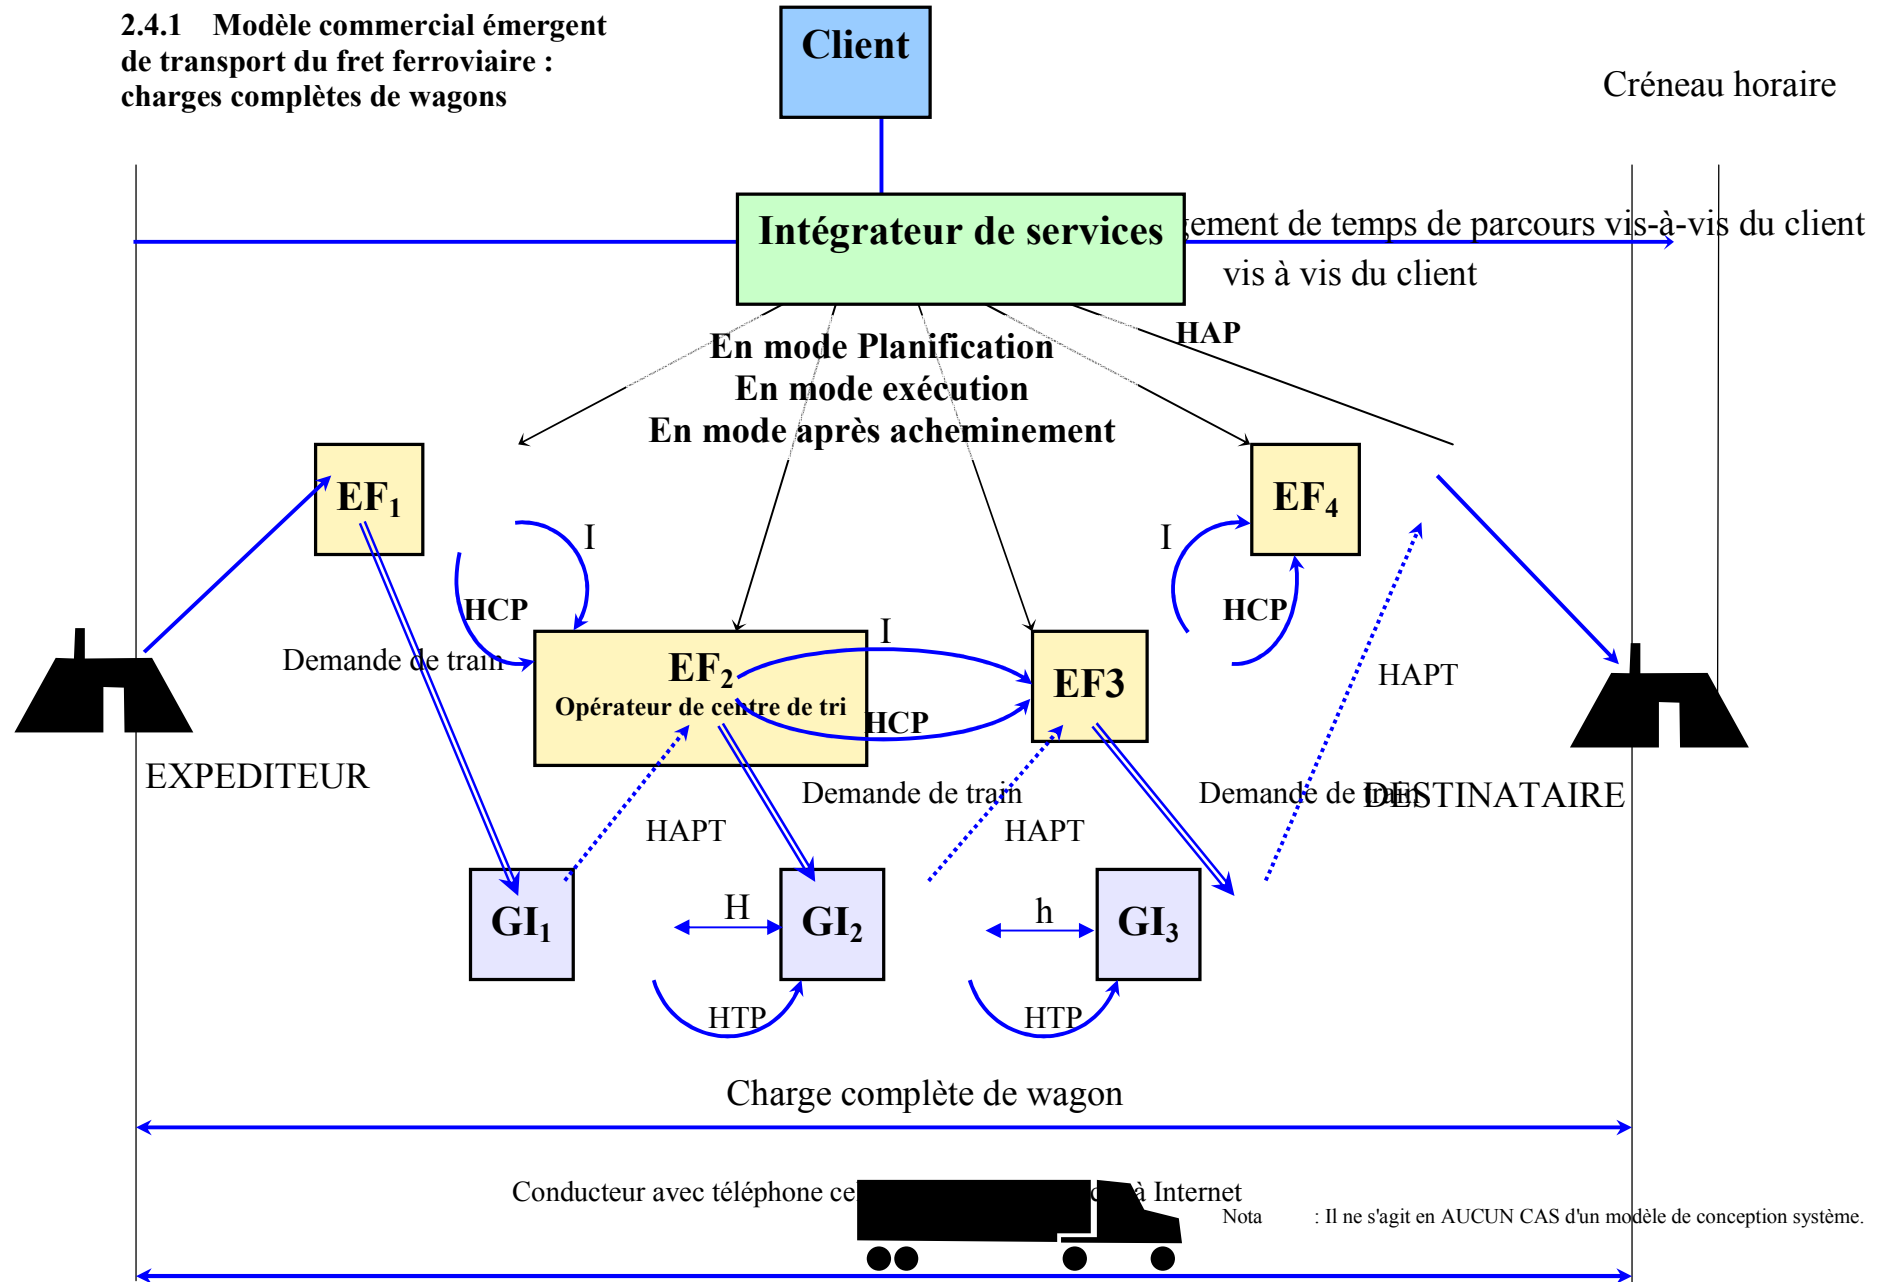 2.4.1 Modèle commercial émergent
de transport du fret ferroviaire :
charges complètes de wagons
Client
Créneau horaire
Intégrateur de services
gement de temps de parcours vis-à-vis du client
vis à vis du client
HAP
En mode Planification
En mode exécution
En mode après acheminement
EF1
EF4
I
I
HCP
HCP
Demande de train
EF2
Opérateur de centre de tri
I
HCP
EF3
HAPT
EXPEDITEUR
Demande de train
Demande de train
DESTINATAIRE
HAPT
HAPT
GI1
H
GI2
h
GI3
HTP
HTP
Charge complète de wagon
Conducteur avec téléphone ce
à Internet
Nota : Il ne s'agit en AUCUN CAS d'un modèle de conception système.